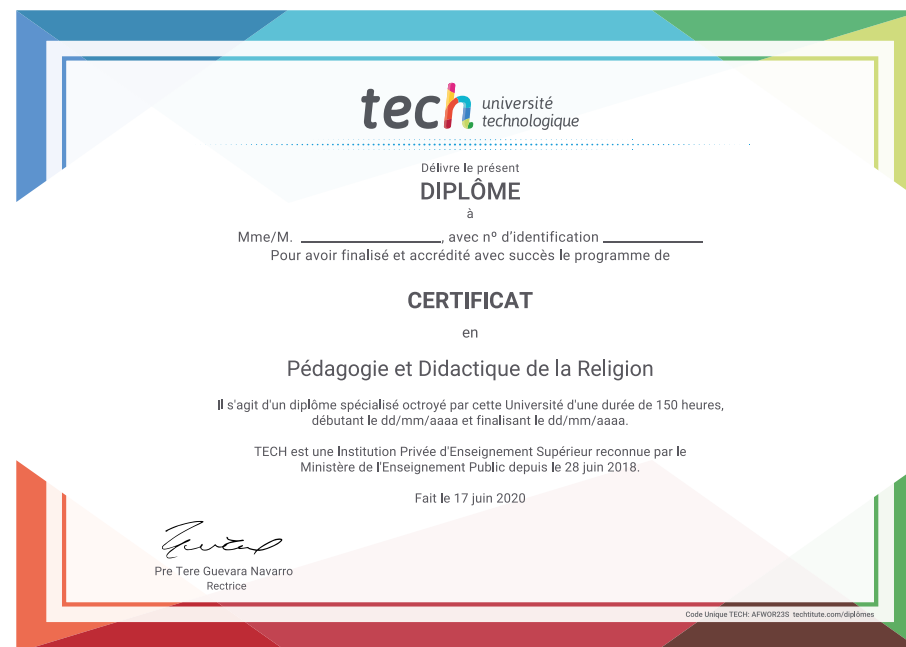 tech université
technologique
Délivre le présent
DIPLÔME
à
Mme/M. ____________________, avec nº d'identification ______________
Pour avoir finalisé et accrédité avec succès le programme de
CERTIFICAT
en
Pédagogie et Didactique de la Religion
Il s'agit d'un diplôme spécialisé octroyé par cette Université d'une durée de 150 heures,
débutant le dd/mm/aaaa et finalisant le dd/mm/aaaa.
TECH est une Institution Privée d'Enseignement Supérieur reconnue par le
Ministère de l'Enseignement Public depuis le 28 juin 2018.
Fait le 17 juin 2020
Pre Tere Guevara Navarro
Rectrice
Code Unique TECH: AFWOR23S techtitute.com/diplômes